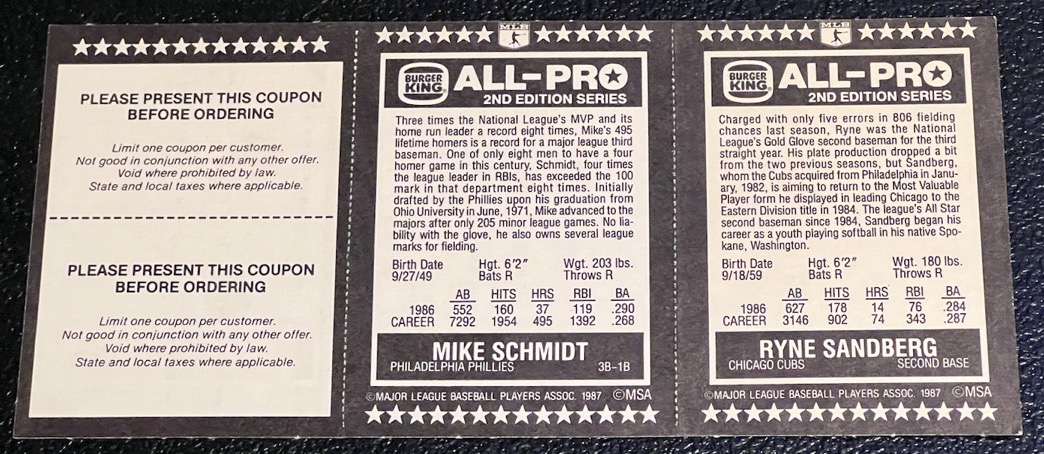 PLEASE PRESENT THIS COUPON
BEFORE ORDERING
Limit one coupon per customer.
Not good in conjunction with any other offer.
Void where prohibited by law.
State and local taxes where applicable.
PLEASE PRESENT THIS COUPON
BEFORE ORDERING
Limit one coupon per customer.
Not good in conjunction with any other offer.
Void where prohibited by law.
State and local taxes where applicable.
MLB
BURGER
KING
ALL-PRO
2ND EDITION SERIES
Three times the National League's MVP and its
home run leader a record eight times, Mike's 495
lifetime homers is a record for a major league third
baseman. One of only eight men to have a four
homer game in this century, Schmidt, four times
the league leader in RBIs, has exceeded the 100
mark in that department eight times. Initially
drafted by the Phillies upon his graduation from
Ohio University in June, 1971, Mike advanced to the
majors after only 205 minor league games. No lia-
bility with the glove, he also owns several league
marks for fielding.
Birth Date Hgt. 6'2" Wgt. 203 lbs.
9/27/49 Bats R Throws R
AB HITS HRS RBI BA
1986 552 160 37 119 .290
CAREER 7292 1954 495 1392 .268
MIKE SCHMIDT
PHILADELPHIA PHILLIES 3B-1B
©MAJOR LEAGUE BASEBALL PLAYERS ASSOC. 1987 ©MSA
MLB
BURGER
KING
ALL-PRO
2ND EDITION SERIES
Charged with only five errors in 806 fielding
chances last season, Ryne was the National
League's Gold Glove second baseman for the third
straight year. His plate production dropped a bit
from the two previous seasons, but Sandberg,
whom the Cubs acquired from Philadelphia in Janu-
ary, 1982, is aiming to return to the Most Valuable
Player form he displayed in leading Chicago to the
Eastern Division title in 1984. The league's All Star
second baseman since 1984, Sandberg began his
career as a youth playing softball in his native Spo-
kane, Washington.
Birth Date Hgt. 6'2" Wgt. 180 lbs.
9/18/59 Bats R Throws R
AB HITS HRS RBI BA
1986 627 178 14 76 .284
CAREER 3146 902 74 343 .287
RYNE SANDBERG
CHICAGO CUBS SECOND BASE
©MAJOR LEAGUE BASEBALL PLAYERS ASSOC. 1987 ©MSA